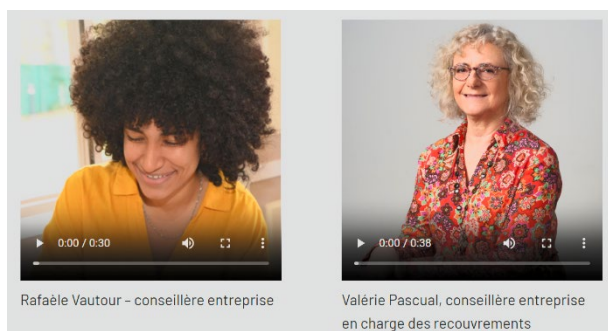 0:00 / 0:30
0:00 / 0:38
Rafaèle Vautour – conseillère entreprise
Valérie Pascual, conseillère entreprise
en charge des recouvrements